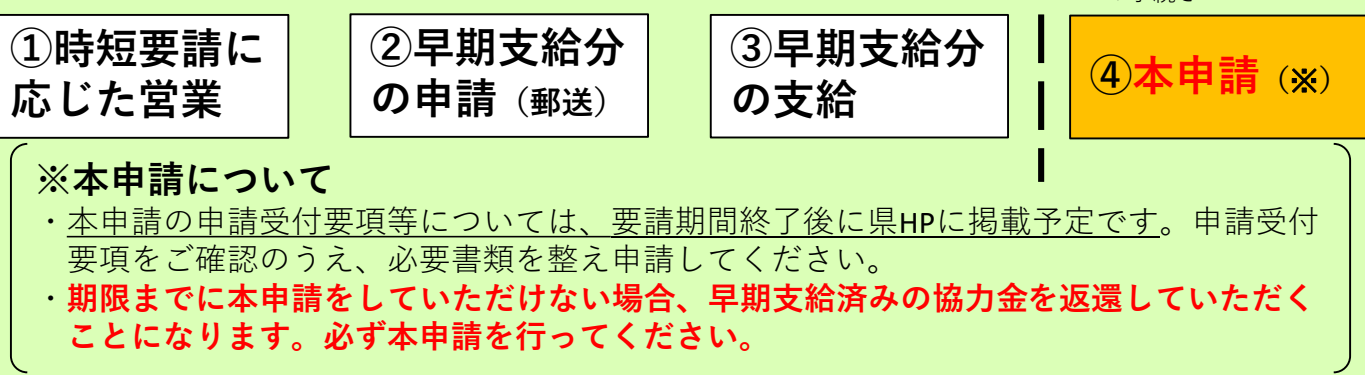 ①時短要請に
応じた営業
②早期支給分
の申請（郵送）
③早期支給分
の支給
④本申請（※）
※本申請について
・本申請の申請受付要項等については、要請期間終了後に県HPに掲載予定です。申請受付
要項をご確認のうえ、必要書類を整え申請してください。
・期限までに本申請をしていただけない場合、早期支給済みの協力金を返還していただく
ことになります。必ず本申請を行ってください。